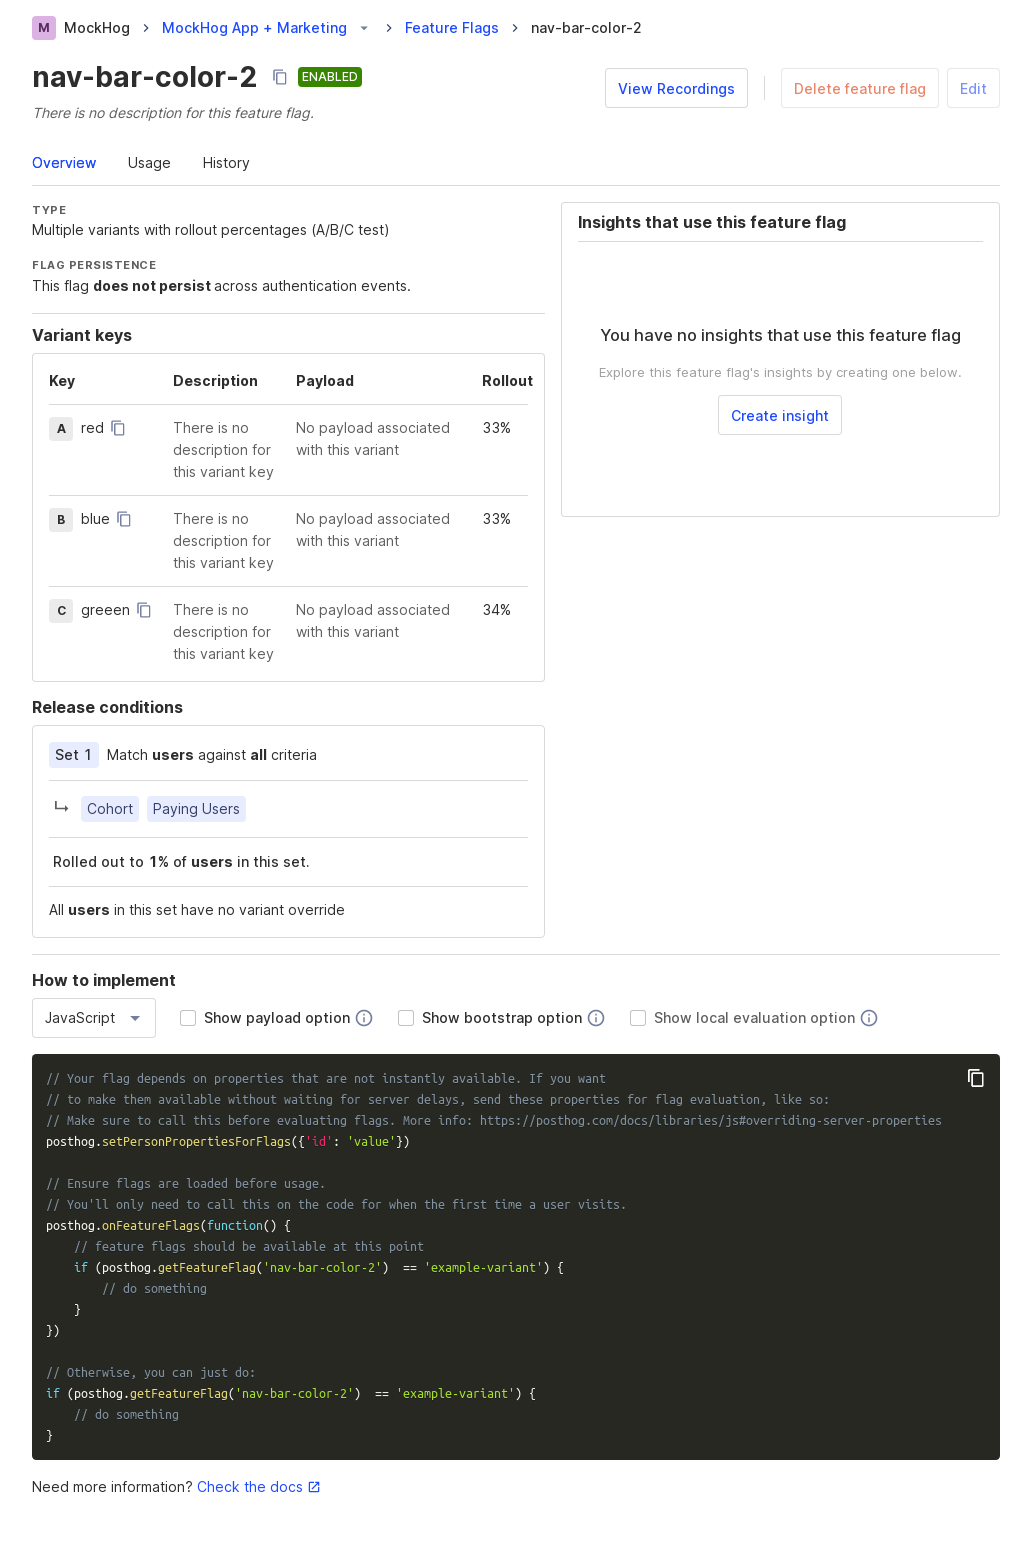 M MockHog > MockHog App + Marketing > Feature Flags > nav-bar-color-2
nav-bar-color-2 ENABLED
View Recordings Delete feature flag Edit
There is no description for this feature flag.
Overview Usage History
TYPE
Multiple variants with rollout percentages (A/B/C test)
FLAG PERSISTENCE
This flag does not persist across authentication events.
Insights that use this feature flag
You have no insights that use this feature flag
Explore this feature flag's insights by creating one below.
Create insight
Variant keys
Key Description Payload Rollout
A red There is no description for this variant key No payload associated with this variant 33%
B blue There is no description for this variant key No payload associated with this variant 33%
C greeen There is no description for this variant key No payload associated with this variant 34%
Release conditions
Set 1 Match users against all criteria
Cohort Paying Users
Rolled out to 1% of users in this set.
All users in this set have no variant override
How to implement
JavaScript Show payload option Show bootstrap option Show local evaluation option
// Your flag depends on properties that are not instantly available. If you want
// to make them available without waiting for server delays, send these properties for flag evaluation, like so:
// Make sure to call this before evaluating flags. More info: https://posthog.com/docs/libraries/js#overriding-server-properties
posthog.setPersonPropertiesForFlags({'id': 'value'})
// Ensure flags are loaded before usage.
// You'll only need to call this on the code for when the first time a user visits.
posthog.onFeatureFlags(function() {
    // feature flags should be available at this point
    if (posthog.getFeatureFlag('nav-bar-color-2')  == 'example-variant') {
        // do something
    }
})
// Otherwise, you can just do:
if (posthog.getFeatureFlag('nav-bar-color-2')  == 'example-variant') {
    // do something
}
Need more information? Check the docs